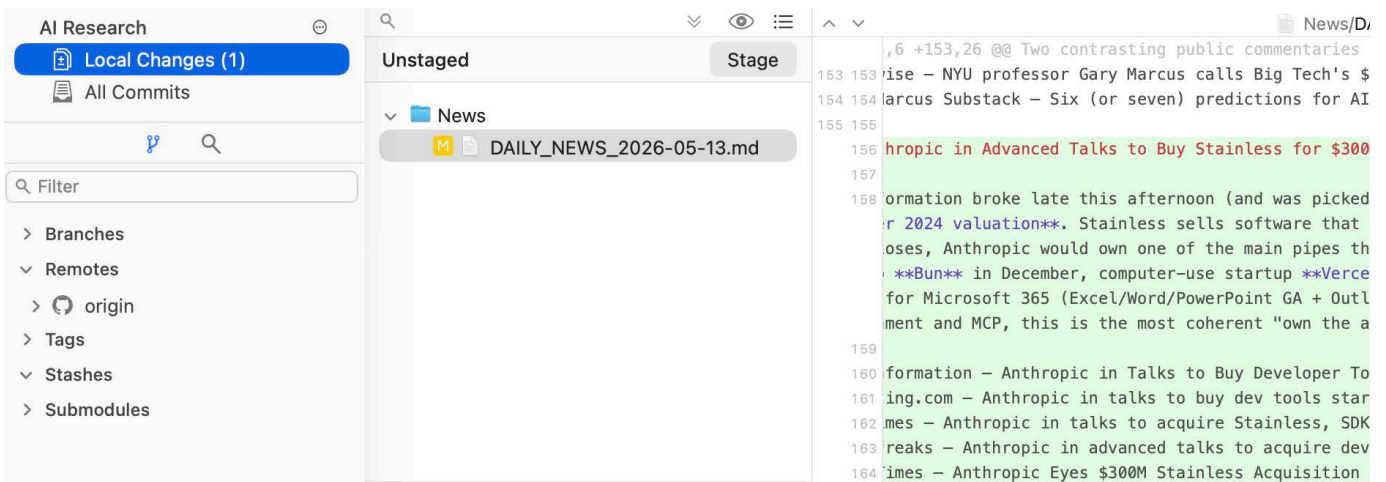 AI Research
Local Changes (1)
All Commits
Filter
Branches
Remotes
origin
Tags
Stashes
Submodules
Unstaged
Stage
News
M DAILY_NEWS_2026-05-13.md
News/DA
,6 +153,26 @@ Two contrasting public commentaries
153 153 vise — NYU professor Gary Marcus calls Big Tech's $
154 154 Marcus Substack — Six (or seven) predictions for AI
155 155
156 hropic in Advanced Talks to Buy Stainless for $300
157
158 ormation broke late this afternoon (and was picked
r 2024 valuation**. Stainless sells software that
loses, Anthropic would own one of the main pipes th
**Bun** in December, computer-use startup **Verce
for Microsoft 365 (Excel/Word/PowerPoint GA + Outl
ment and MCP, this is the most coherent "own the a
159
160 formation — Anthropic in Talks to Buy Developer To
161 ing.com — Anthropic in talks to buy dev tools star
162 imes — Anthropic in talks to acquire Stainless, SDK
163 reaks — Anthropic in advanced talks to acquire dev
164 Times — Anthropic Eyes $300M Stainless Acquisition